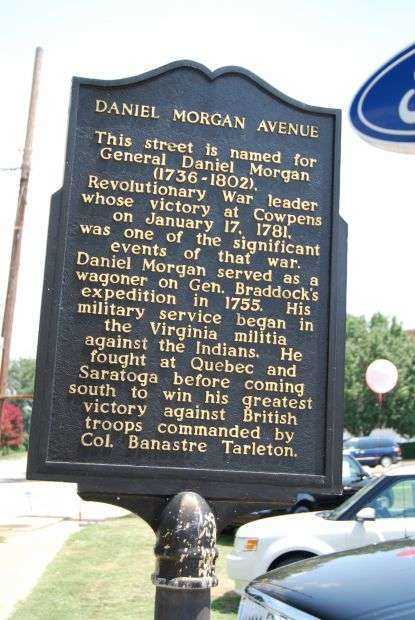 DANIEL MORGAN AVENUE
This street is named for
General Daniel Morgan
(1736-1802),
Revolutionary War leader
whose victory at Cowpens
on January 17, 1781,
was one of the significant
events of that war.
Daniel Morgan served as a
wagoner on Gen. Braddock's
expedition in 1755. His
military service began in
the Virginia militia
against the Indians. He
fought at Quebec and
Saratoga before coming
south to win his greatest
victory against British
troops commanded by
Col. Banastre Tarleton.